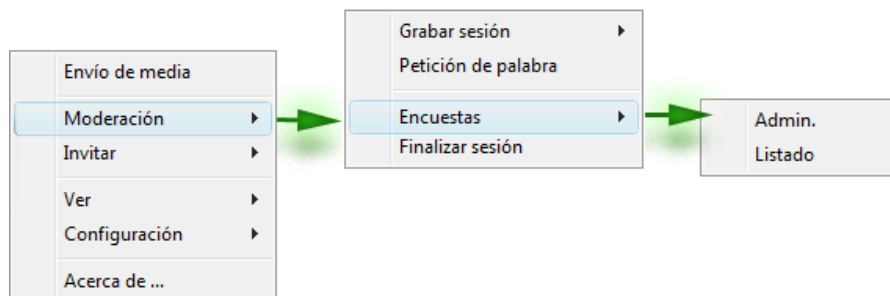 Envío de media
Moderación
Invitar
Ver
Configuración
Acerca de ...
Grabar sesión
Petición de palabra
Encuestas
Finalizar sesión
Admin.
Listado